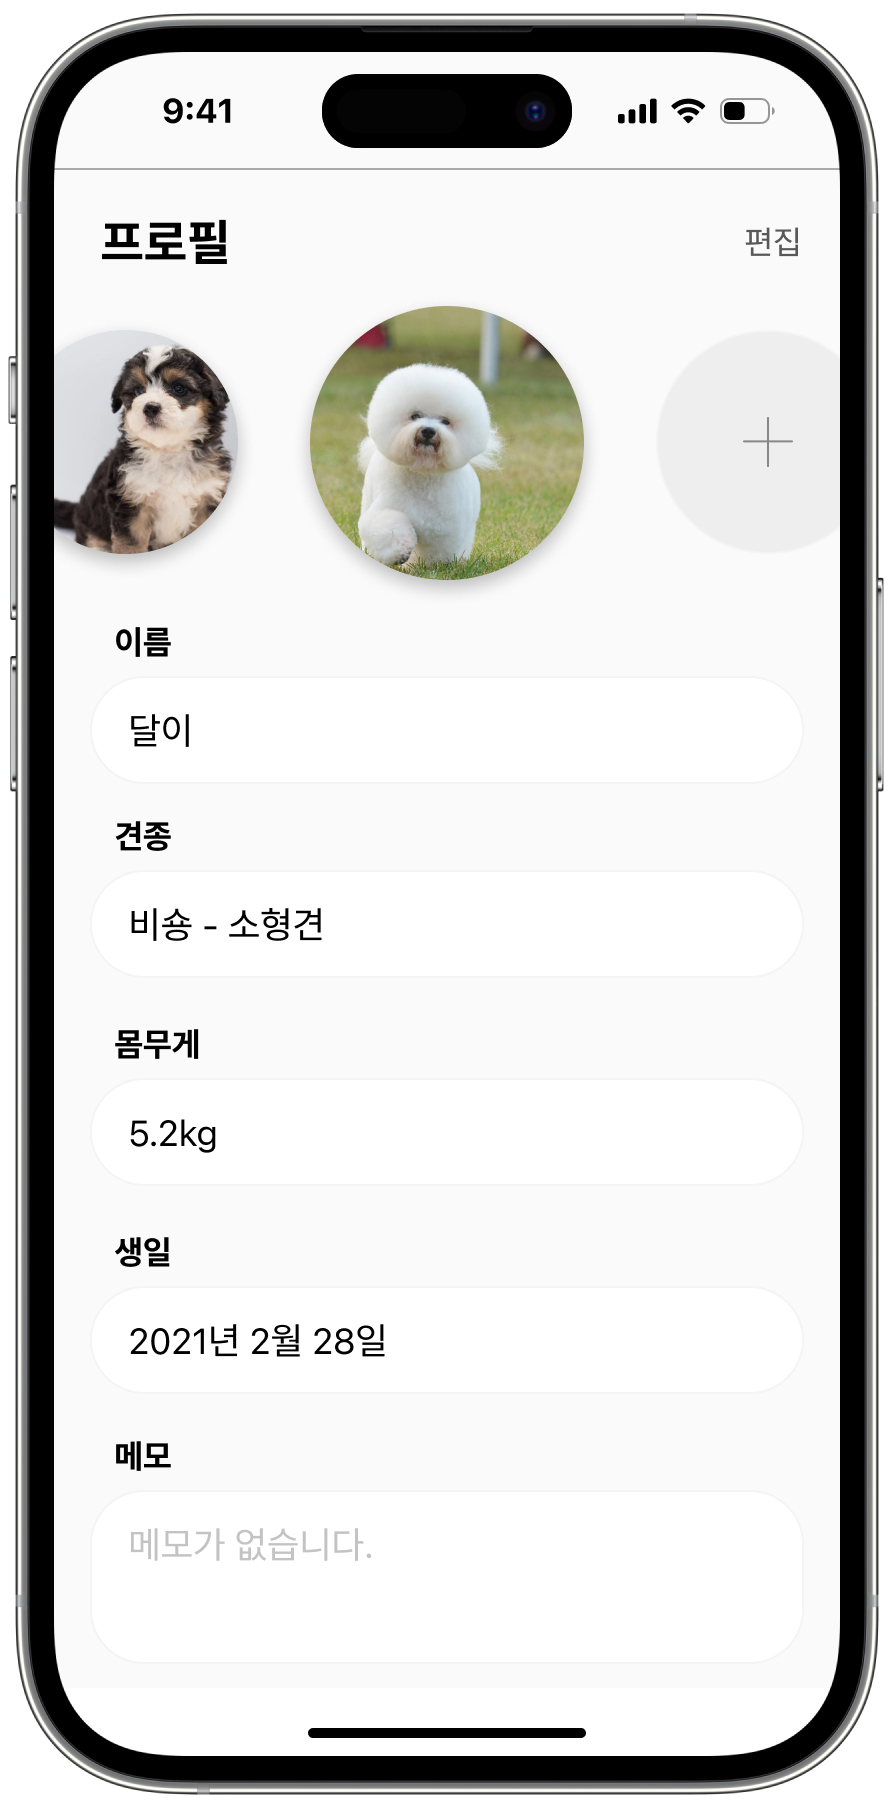 9:41
프로필
편집
이름
달이
견종
비숑 - 소형견
몸무게
5.2kg
생일
2021년 2월 28일
메모
메모가 없습니다.